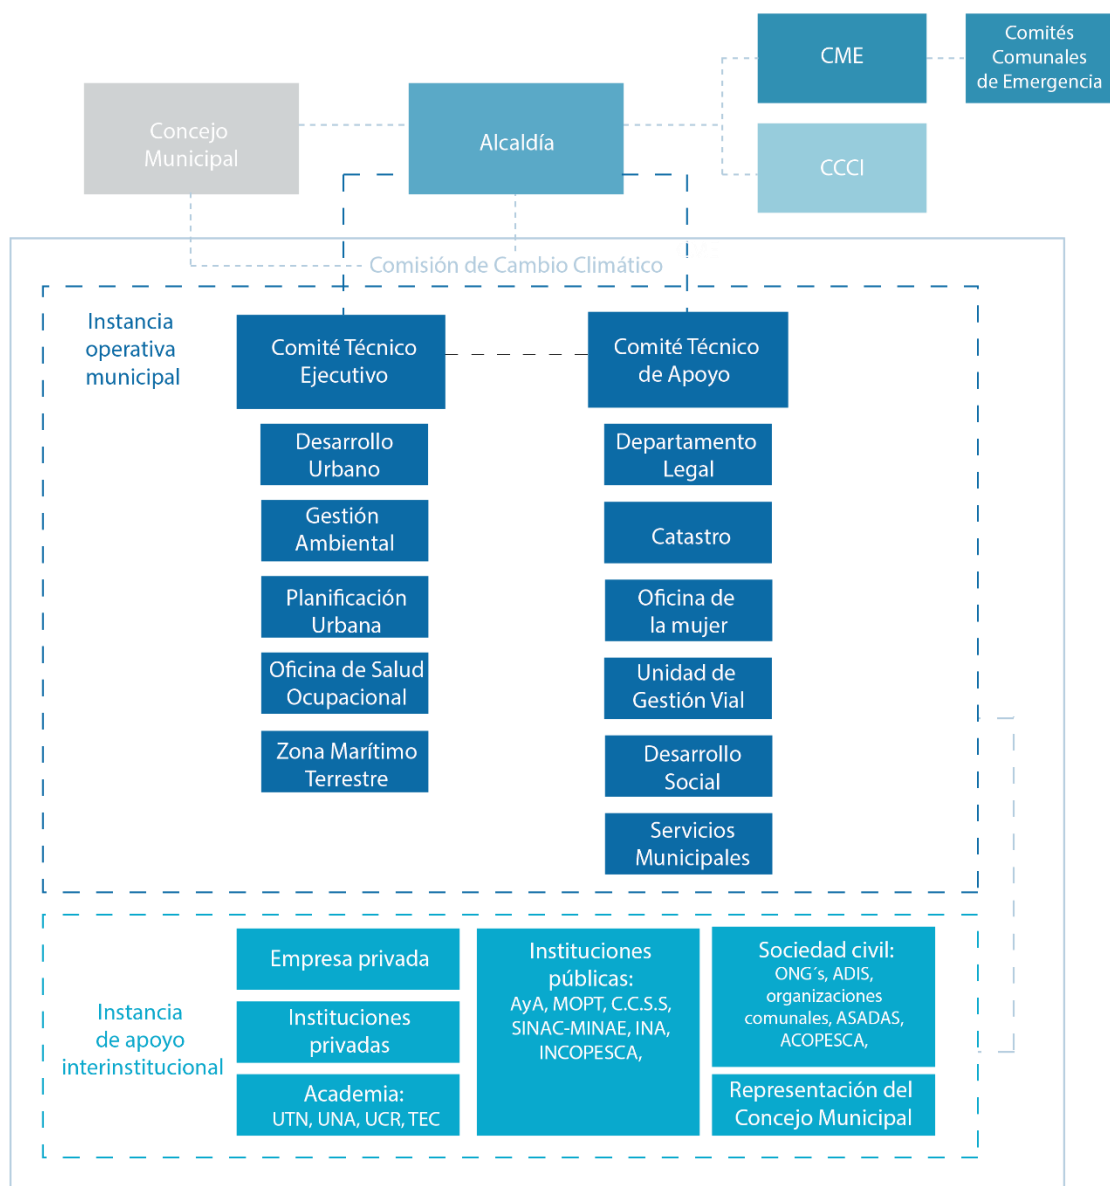 CME
Comités
Comunales
de Emergencia
Concejo
Municipal
Alcaldía
CCCI
Comisión de Cambio Climático
Instancia
operativa
municipal
Comité Técnico
Ejecutivo
Comité Técnico
de Apoyo
Desarrollo
Urbano
Gestión
Ambiental
Planificación
Urbana
Oficina de Salud
Ocupacional
Zona Marítimo
Terrestre
Departamento
Legal
Catastro
Oficina de
la mujer
Unidad de
Gestión Vial
Desarrollo
Social
Servicios
Municipales
Instancia
de apoyo
interinstitucional
Empresa privada
Instituciones
privadas
Academia:
UTN, UNA, UCR, TEC
Instituciones
públicas:
AyA, MOPT, C.C.S.S,
SINAC-MINAE, INA,
INCOPESCA,
Sociedad civil:
ONG´s, ADIS,
organizaciones
comunales, ASADAS,
ACOPESCA,
Representación del
Concejo Municipal